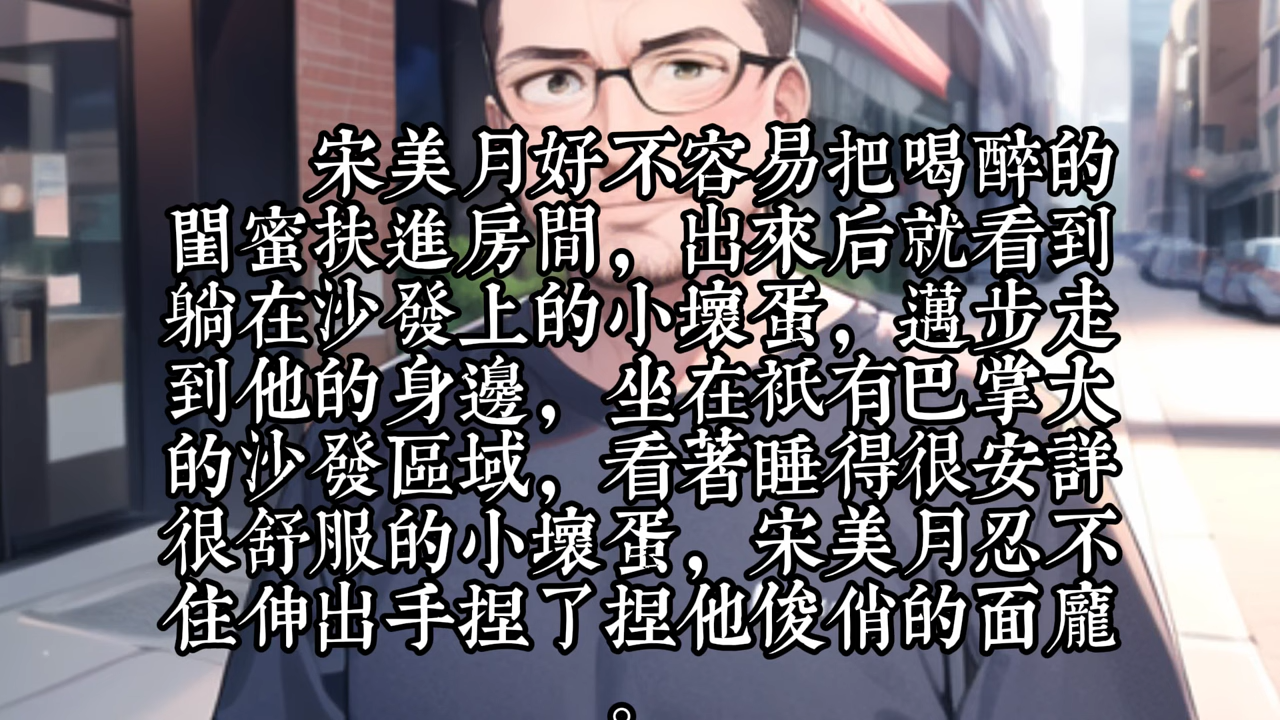 宋美月好不容易把喝醉的
閨蜜扶進房間，出來后就看到
躺在沙發上的小壞蛋，邁步走
到他的身邊，坐在祇有巴掌大
的沙發區域，看著睡得很安詳
很舒服的小壞蛋，宋美月忍不
住伸出手捏了捏他俊俏的面龐
。